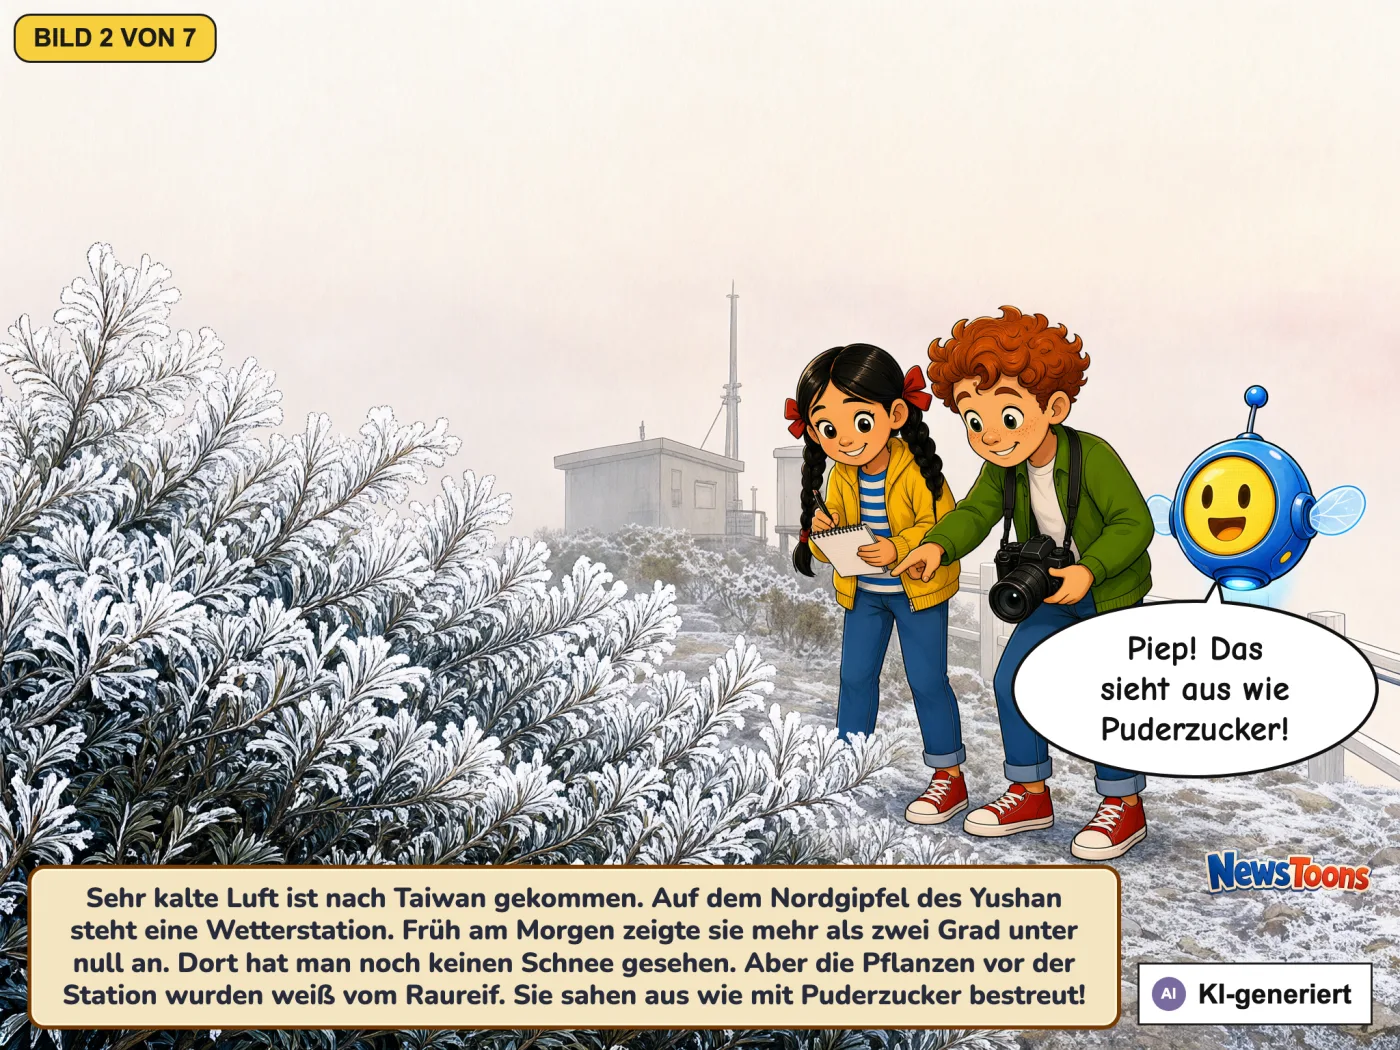 BILD 2 VON 7
Piep! Das
sieht aus wie
Puderzucker!
NewsToons
Sehr kalte Luft ist nach Taiwan gekommen. Auf dem Nordgipfel des Yushan
steht eine Wetterstation. Früh am Morgen zeigte sie mehr als zwei Grad unter
null an. Dort hat man noch keinen Schnee gesehen. Aber die Pflanzen vor der
Station wurden weiß vom Raureif. Sie sahen aus wie mit Puderzucker bestreut!
AI KI-generiert